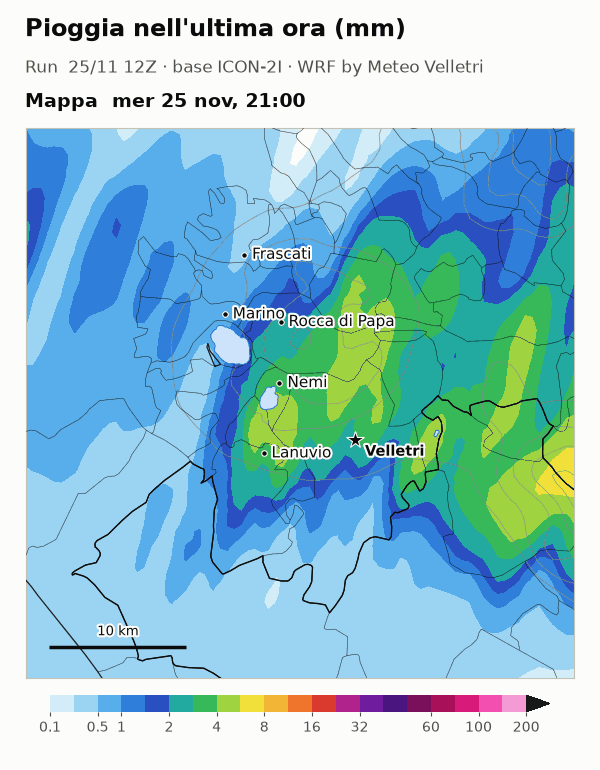 Pioggia nell'ultima ora (mm)
Run  25/11 12Z · base ICON-2I · WRF by Meteo Velletri
Mappa  mer 25 nov, 21:00
Frascati
Marino
Rocca di Papa
Nemi
Velletri
Lanuvio
10 km
0.1 0.5 1 2 4 8 16 32 60 100 200